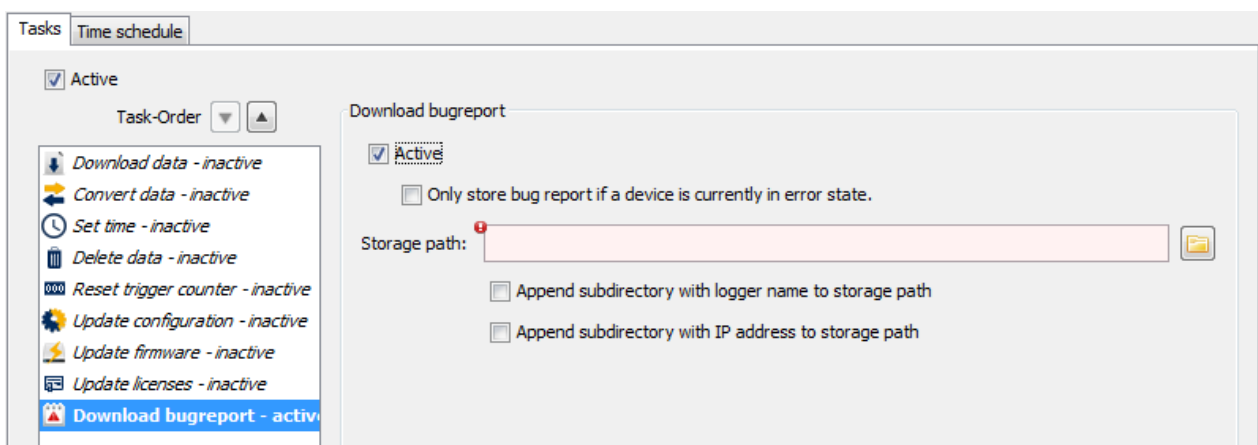 Tasks
Time schedule
Active
Task-Order
Download data - inactive
Convert data - inactive
Set time - inactive
Delete data - inactive
000 Reset trigger counter - inactive
Update configuration - inactive
Update firmware - inactive
Update licenses - inactive
Download bugreport - activ
Download bugreport
Active
Only store bug report if a device is currently in error state.
Storage path:
Append subdirectory with logger name to storage path
Append subdirectory with IP address to storage path